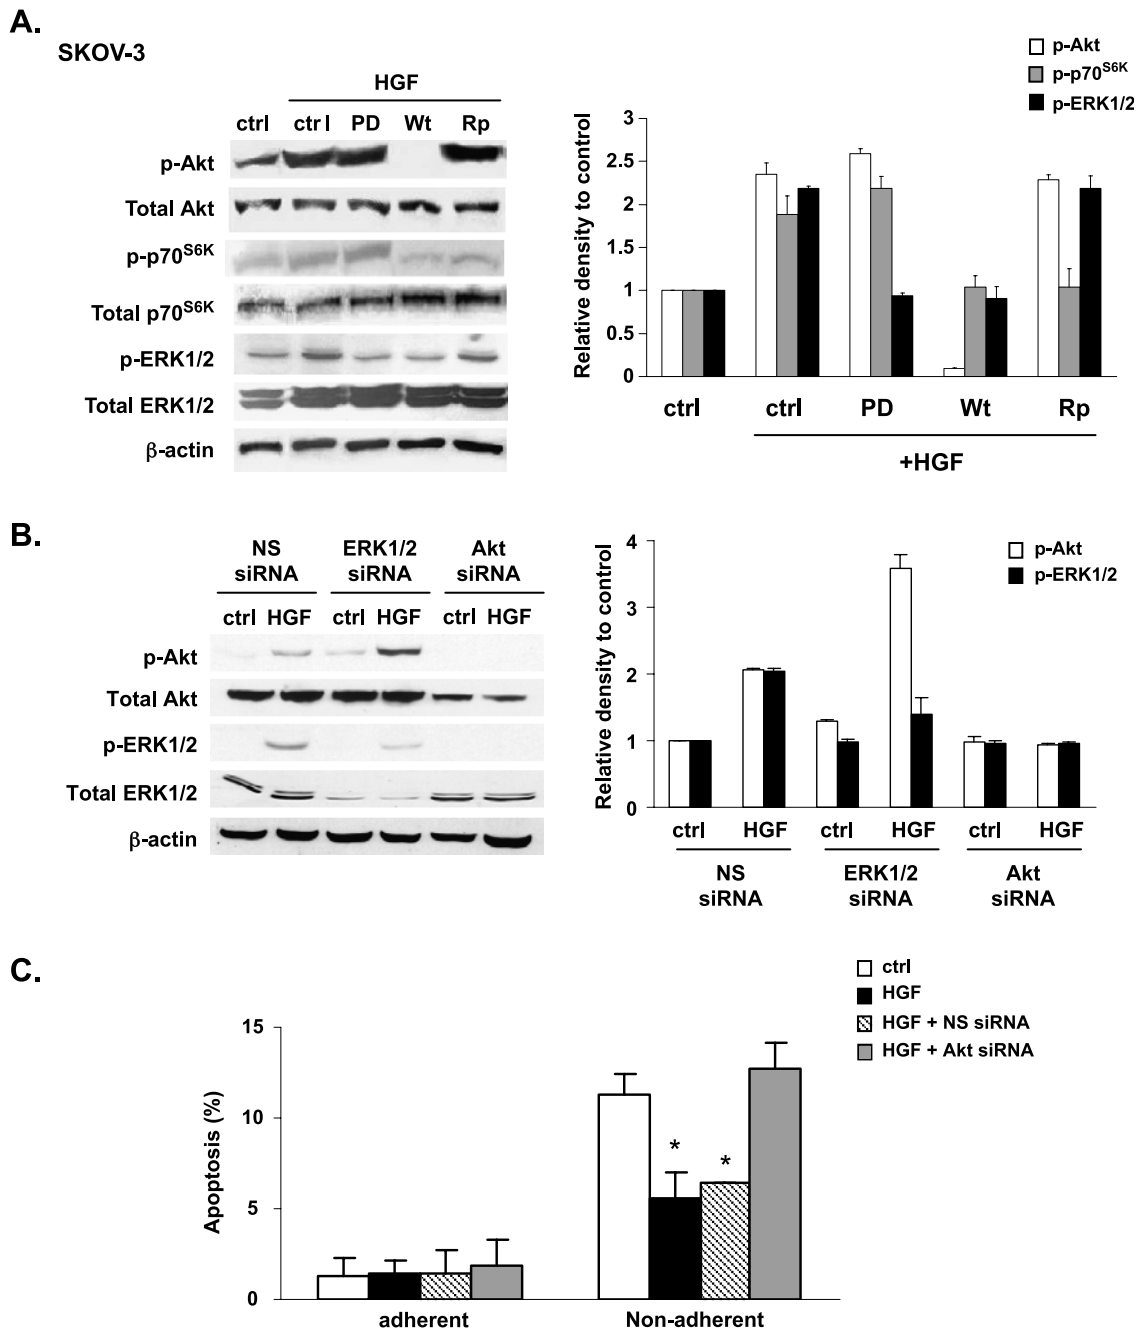 A.
SKOV-3
HGF
ctrl ctrl PD Wt Rp
p-Akt
Total Akt
p-p70S6K
Total p70S6K
p-ERK1/2
Total ERK1/2
β-actin
p-Akt
p-p70S6K
p-ERK1/2
Relative density to control
3
2.5
2
1
0.5
0
ctrl ctrl PD Wt Rp
+HGF
B.
NS siRNA
ERK1/2 siRNA
Akt siRNA
ctrl HGF ctrl HGF ctrl HGF
p-Akt
Total Akt
p-ERK1/2
Total ERK1/2
β-actin
p-Akt
p-ERK1/2
Relative density to control
4
3
2
1
0
ctrl HGF ctrl HGF ctrl HGF
NS siRNA
ERK1/2 siRNA
Akt siRNA
C.
ctrl
HGF
HGF + NS siRNA
HGF + Akt siRNA
Apoptosis (%)
15
10
5
0
* *
adherent Non-adherent